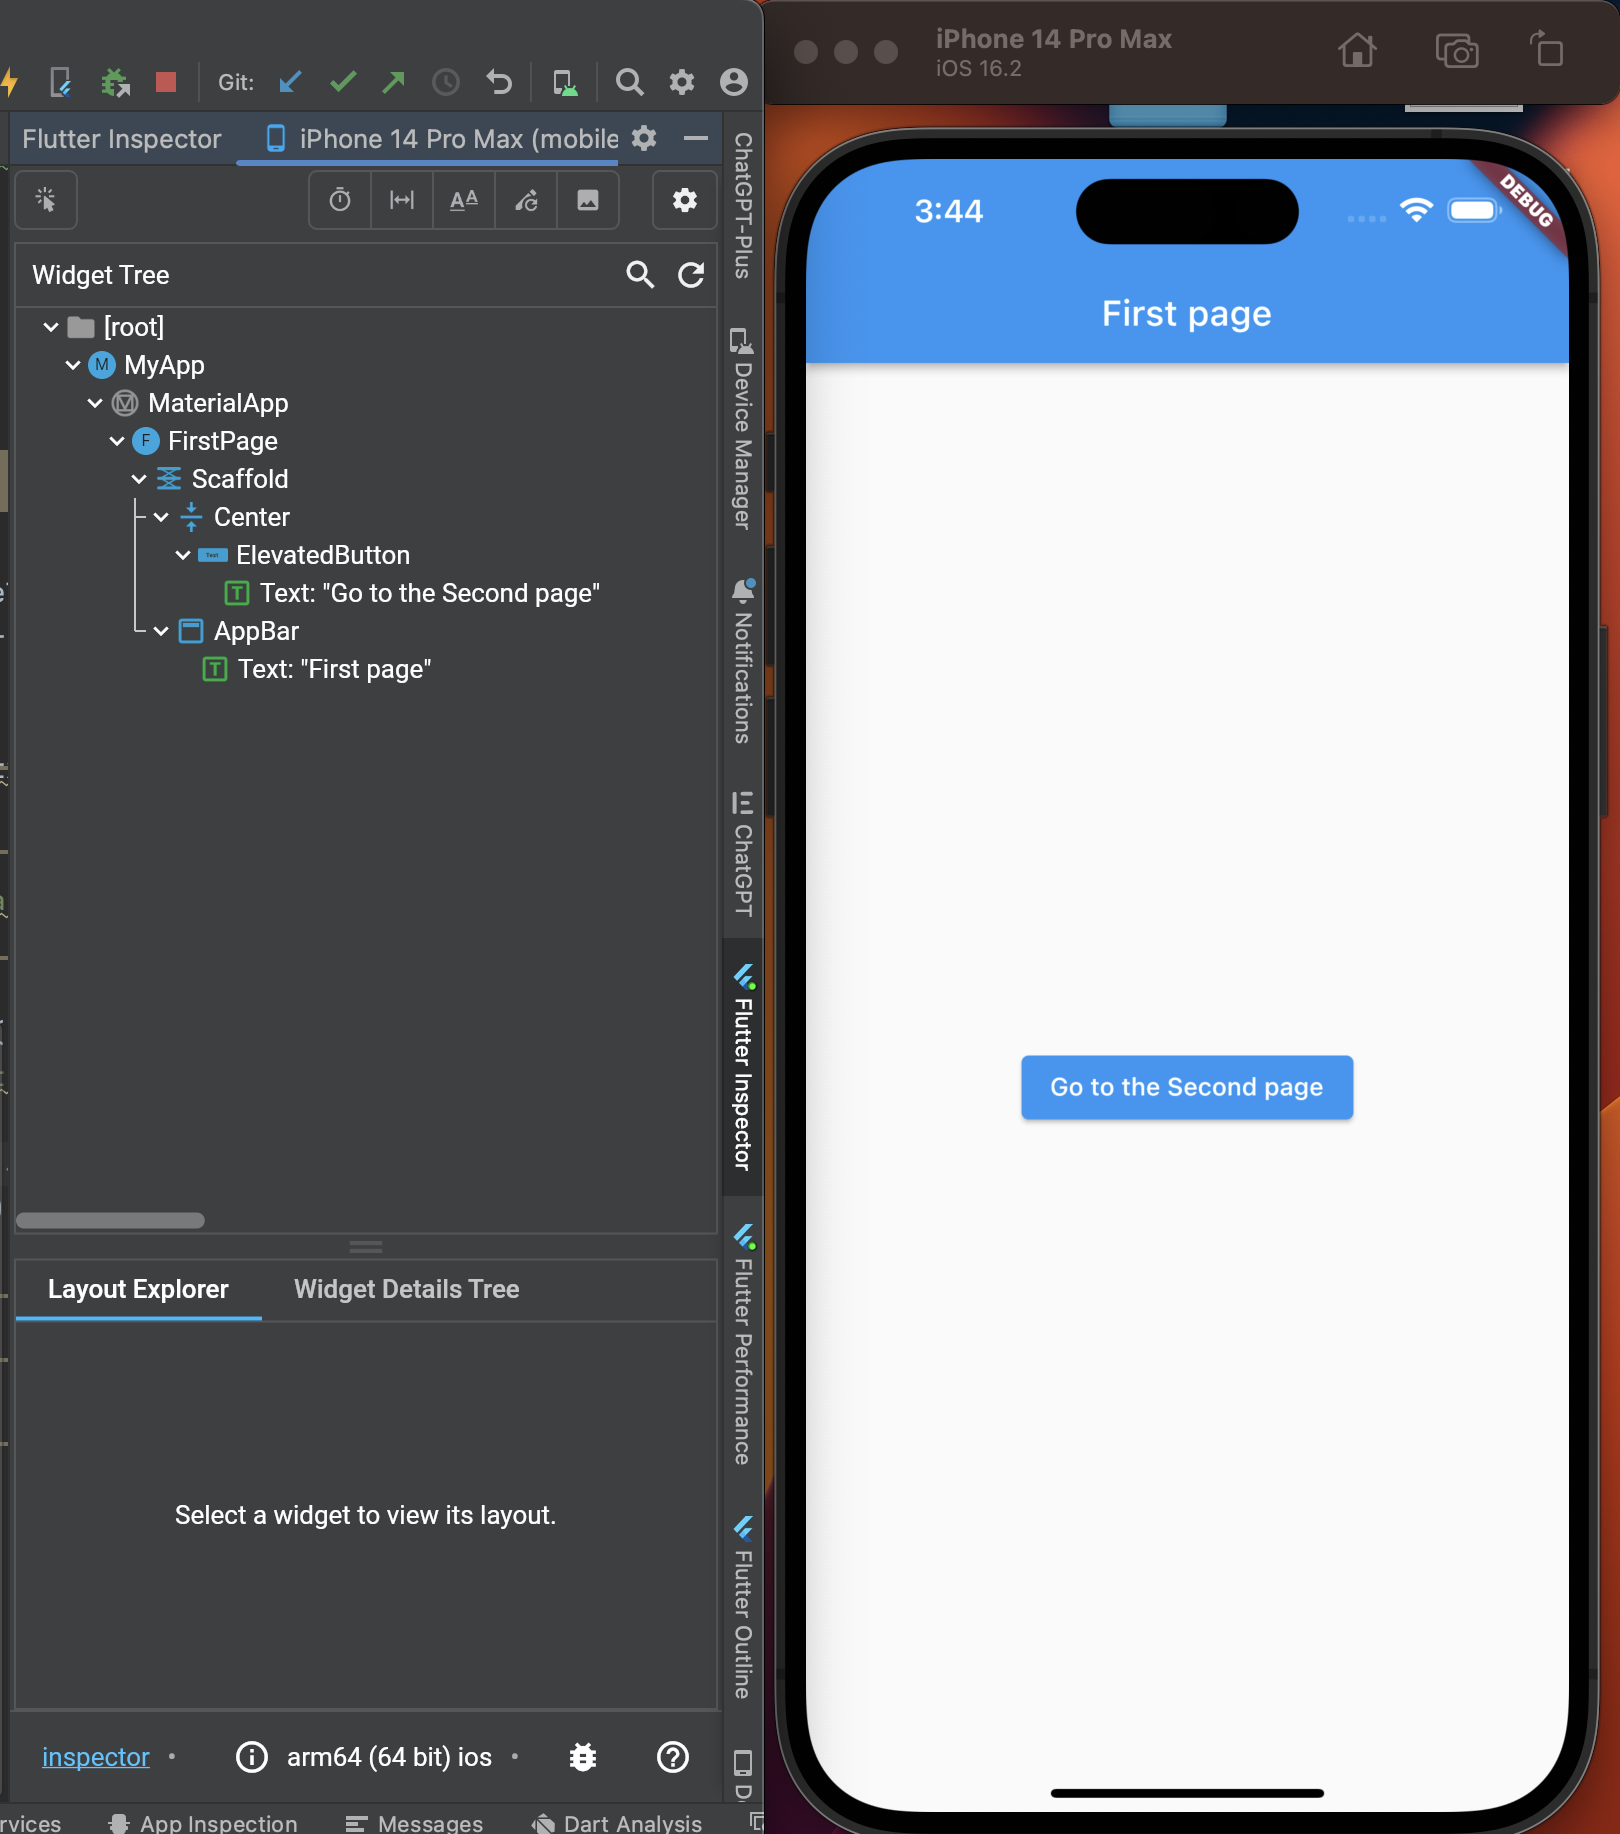 Git:
Flutter Inspector
iPhone 14 Pro Max (mobile
Widget Tree
[root]
M MyApp
MaterialApp
F FirstPage
Scaffold
Center
Text ElevatedButton
T Text: "Go to the Second page"
AppBar
T Text: "First page"
Layout Explorer
Widget Details Tree
Select a widget to view its layout.
inspector
arm64 (64 bit) ios
rvices
App Inspection
Messages
Dart Analysis
ChatGPT-Plus
Device Manager
Notifications
ChatGPT
Flutter Inspector
Flutter Performance
Flutter Outline
D
iPhone 14 Pro Max
iOS 16.2
3:44
DEBUG
First page
Go to the Second page